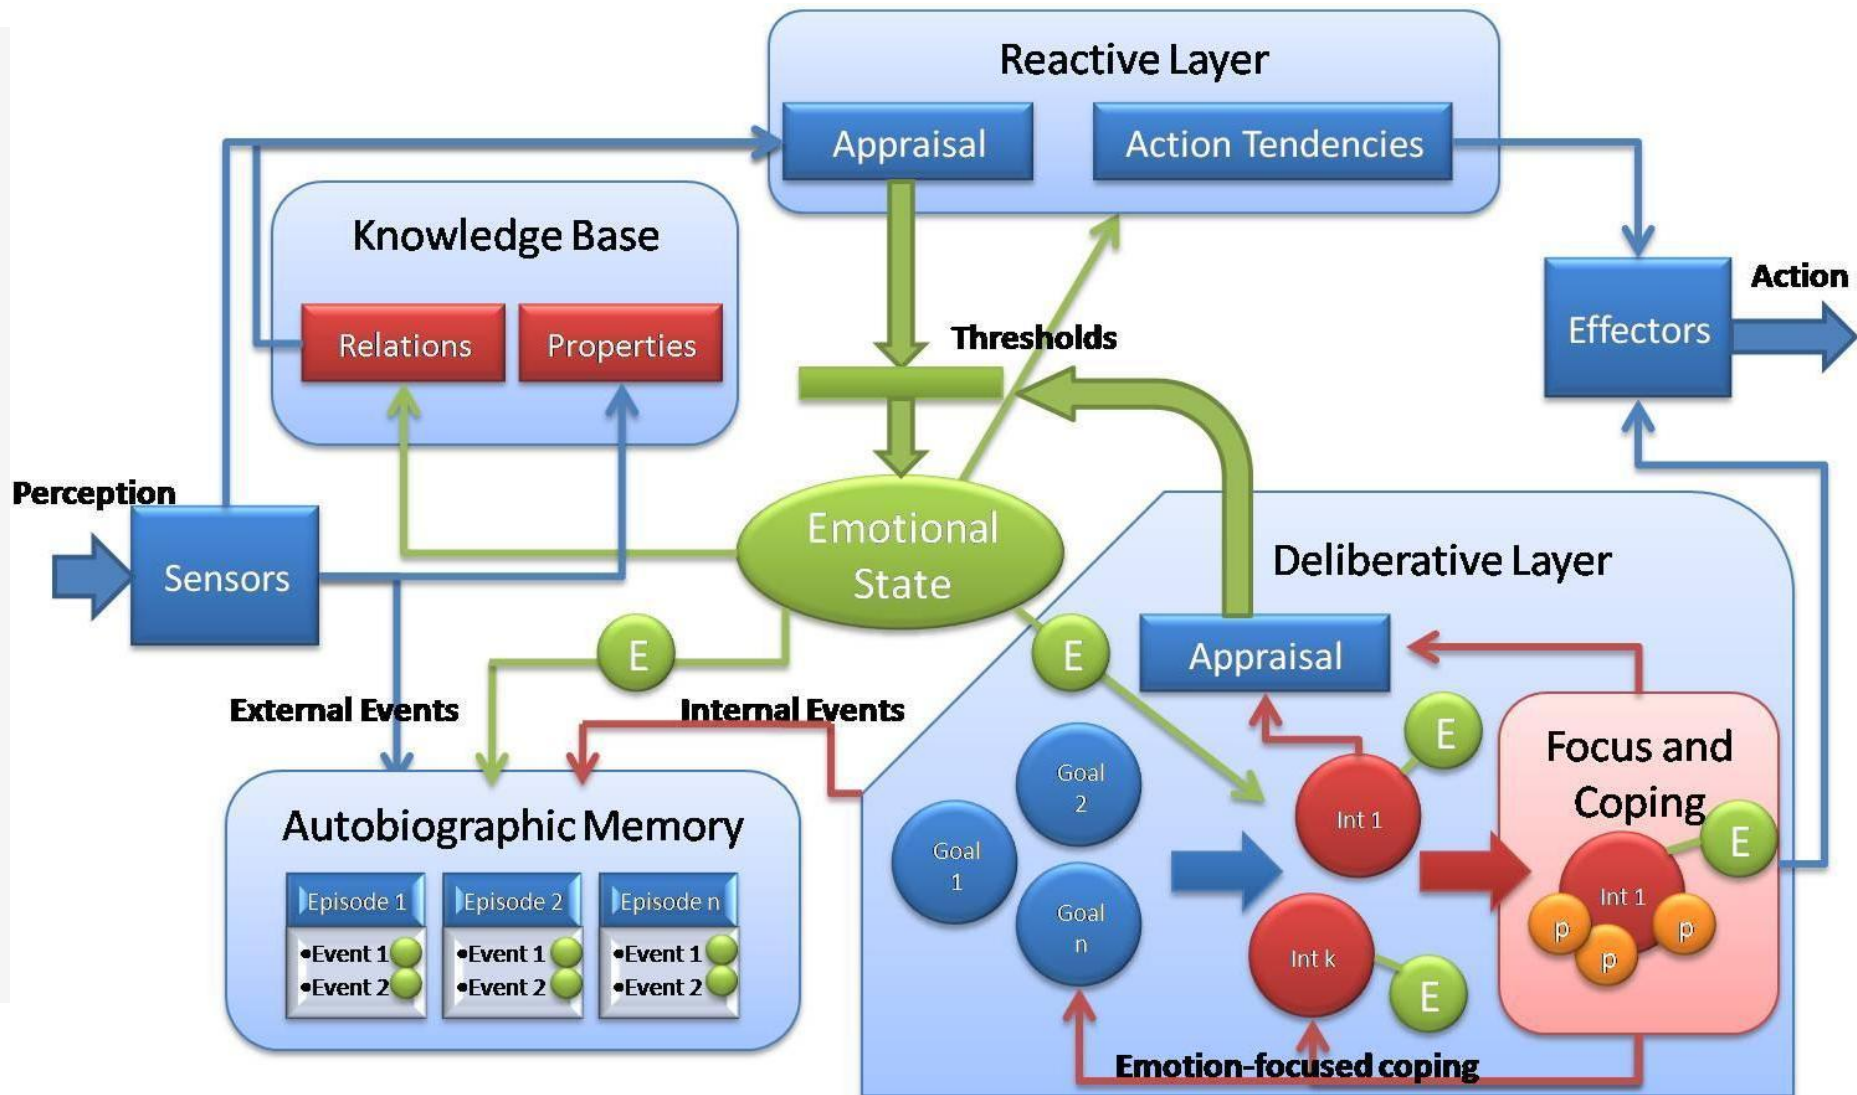 Reactive Layer
Appraisal
Action Tendencies
Knowledge Base
Relations
Properties
Thresholds
Action
Effectors
Perception
Sensors
Emotional
State
Deliberative Layer
E
E
Appraisal
External Events
Internal Events
E
Focus and
Coping
Goal
2
Int 1
E
Goal
1
Int 1
p
p
p
Goal
n
Int k
E
Autobiographic Memory
Episode 1
Episode 2
Episode n
•Event 1
•Event 2
•Event 1
•Event 2
•Event 1
•Event 2
Emotion-focused coping